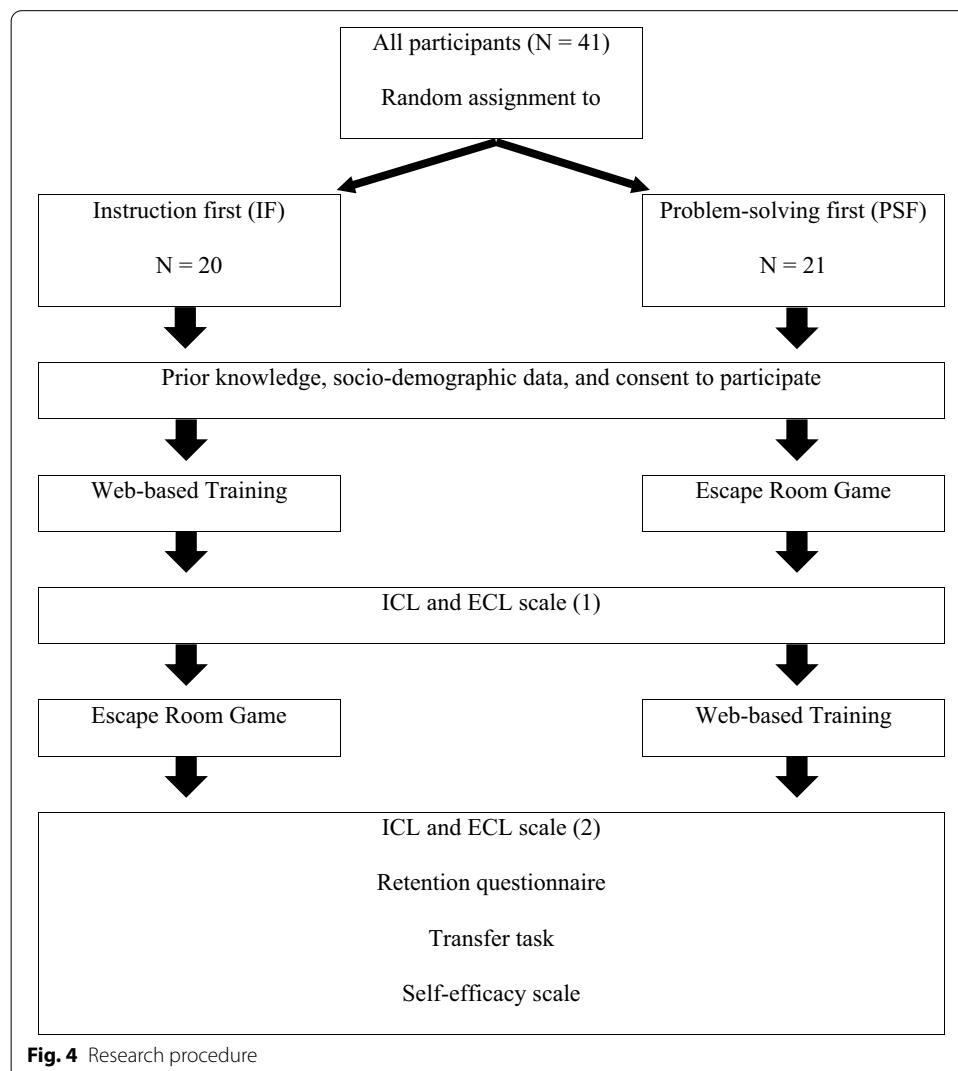 All participants (N = 41)
Random assignment to
Instruction first (IF)
N = 20
Problem-solving first (PSF)
N = 21
Prior knowledge, socio-demographic data, and consent to participate
Web-based Training
Escape Room Game
ICL and ECL scale (1)
Escape Room Game
Web-based Training
ICL and ECL scale (2)
Retention questionnaire
Transfer task
Self-efficacy scale
Fig. 4 Research procedure